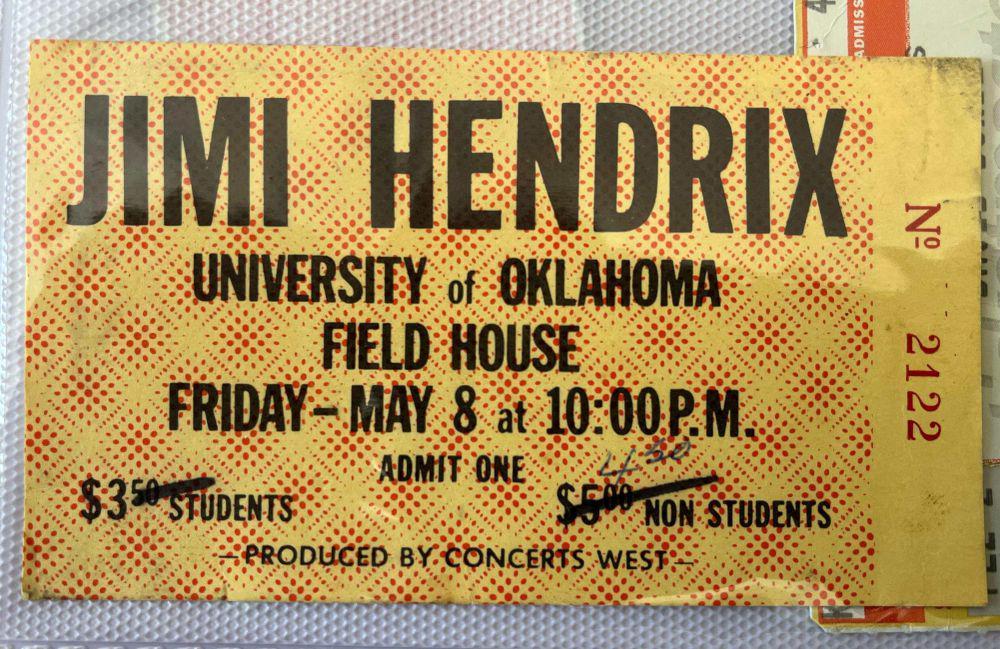 JIMI HENDRIX
UNIVERSITY of OKLAHOMA
FIELD HOUSE
FRIDAY – MAY 8 at 10:00 P.M.
ADMIT ONE
4.50
$3.50 STUDENTS
$5.00 NON STUDENTS
—PRODUCED BY CONCERTS WEST—
Nº 2122
ADMISS